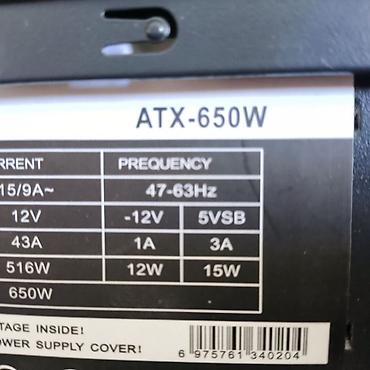 ATX-650W
RRENT PREQUENCY
15/9A~ 47-63Hz
12V -12V 5VSB
43A 1A 3A
516W 12W 15W
650W
TAGE INSIDE!
OWER SUPPLY COVER!
6 975761 340204